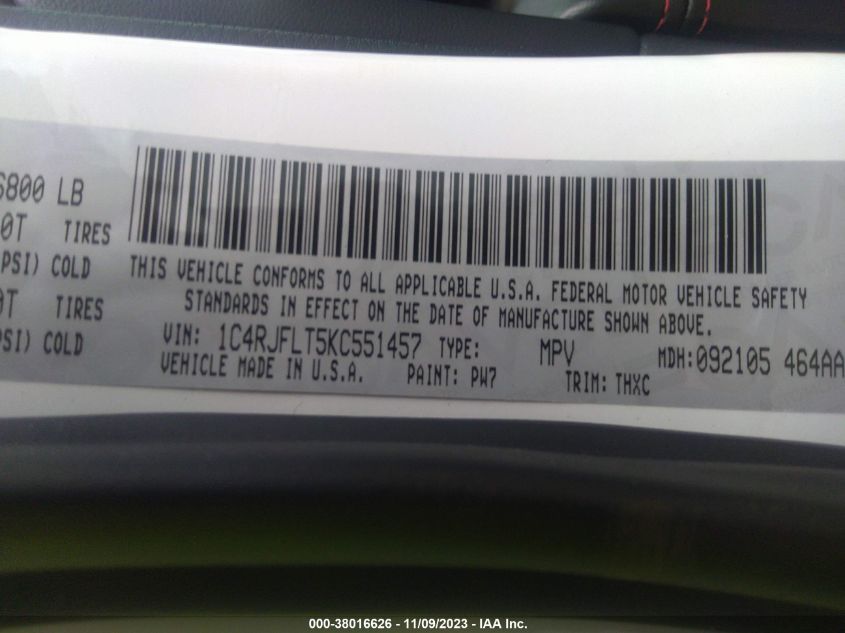 6800 LB
0T TIRES
PSI) COLD
0T TIRES
PSI) COLD
THIS VEHICLE CONFORMS TO ALL APPLICABLE U.S.A. FEDERAL MOTOR VEHICLE SAFETY
STANDARDS IN EFFECT ON THE DATE OF MANUFACTURE SHOWN ABOVE.
VIN: 1C4RJFLT5KC551457 TYPE: MPV MDH:092105 464AA
VEHICLE MADE IN U.S.A. PAINT: PW7 TRIM: THXC
000-38016626 - 11/09/2023 - IAA Inc.